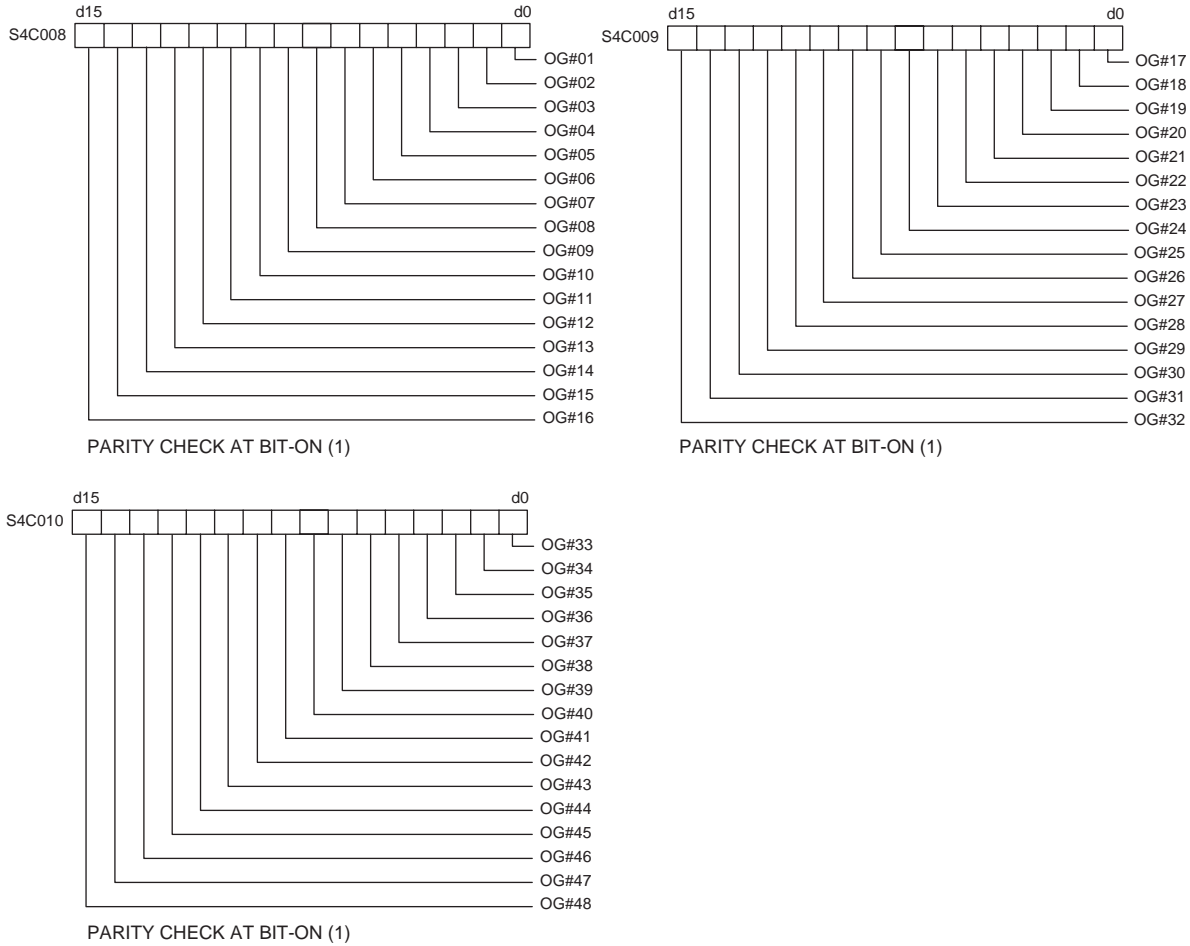 d15 d0
S4C008
OG#01
OG#02
OG#03
OG#04
OG#05
OG#06
OG#07
OG#08
OG#09
OG#10
OG#11
OG#12
OG#13
OG#14
OG#15
OG#16
PARITY CHECK AT BIT-ON (1)
d15 d0
S4C009
OG#17
OG#18
OG#19
OG#20
OG#21
OG#22
OG#23
OG#24
OG#25
OG#26
OG#27
OG#28
OG#29
OG#30
OG#31
OG#32
PARITY CHECK AT BIT-ON (1)
d15 d0
S4C010
OG#33
OG#34
OG#35
OG#36
OG#37
OG#38
OG#39
OG#40
OG#41
OG#42
OG#43
OG#44
OG#45
OG#46
OG#47
OG#48
PARITY CHECK AT BIT-ON (1)